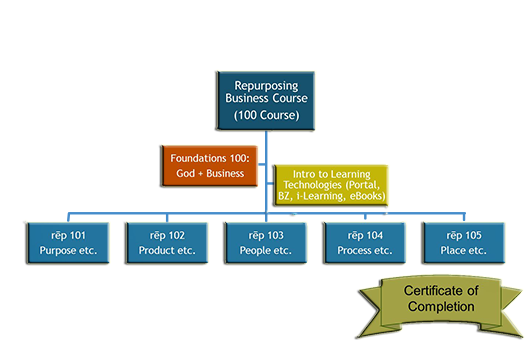 Repurposing
Business Course
(100 Course)
Foundations 100:
God + Business
Intro to Learning
Technologies (Portal,
BZ, i-Learning, eBooks)
rēp 101
Purpose etc.
rēp 102
Product etc.
rēp 103
People etc.
rēp 104
Process etc.
rēp 105
Place etc.
Certificate of
Completion